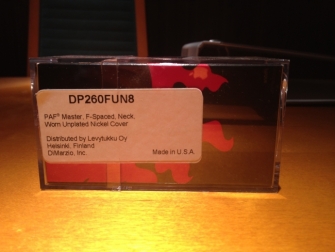 DP260FUN8
PAF® Master, F-Spaced, Neck,
Worn Unplated Nickel Cover
Distributed by Levytukku Oy
Helsinki, Finland
DiMarzio, Inc.
Made in U.S.A.